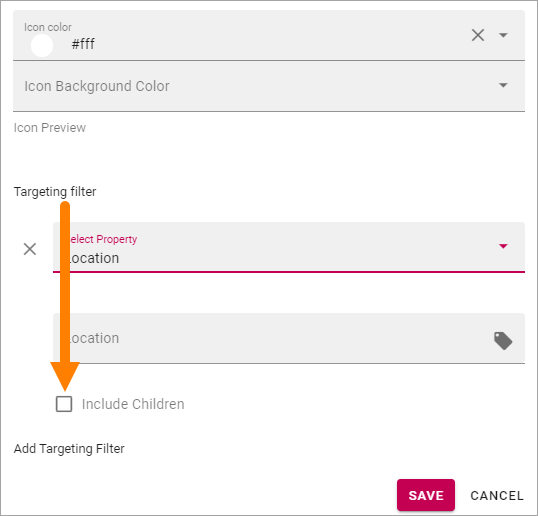 Icon color
#fff
Icon Background Color
Icon Preview
Targeting filter
elect Property
ocation
ocation
Include Children
Add Targeting Filter
SAVE CANCEL